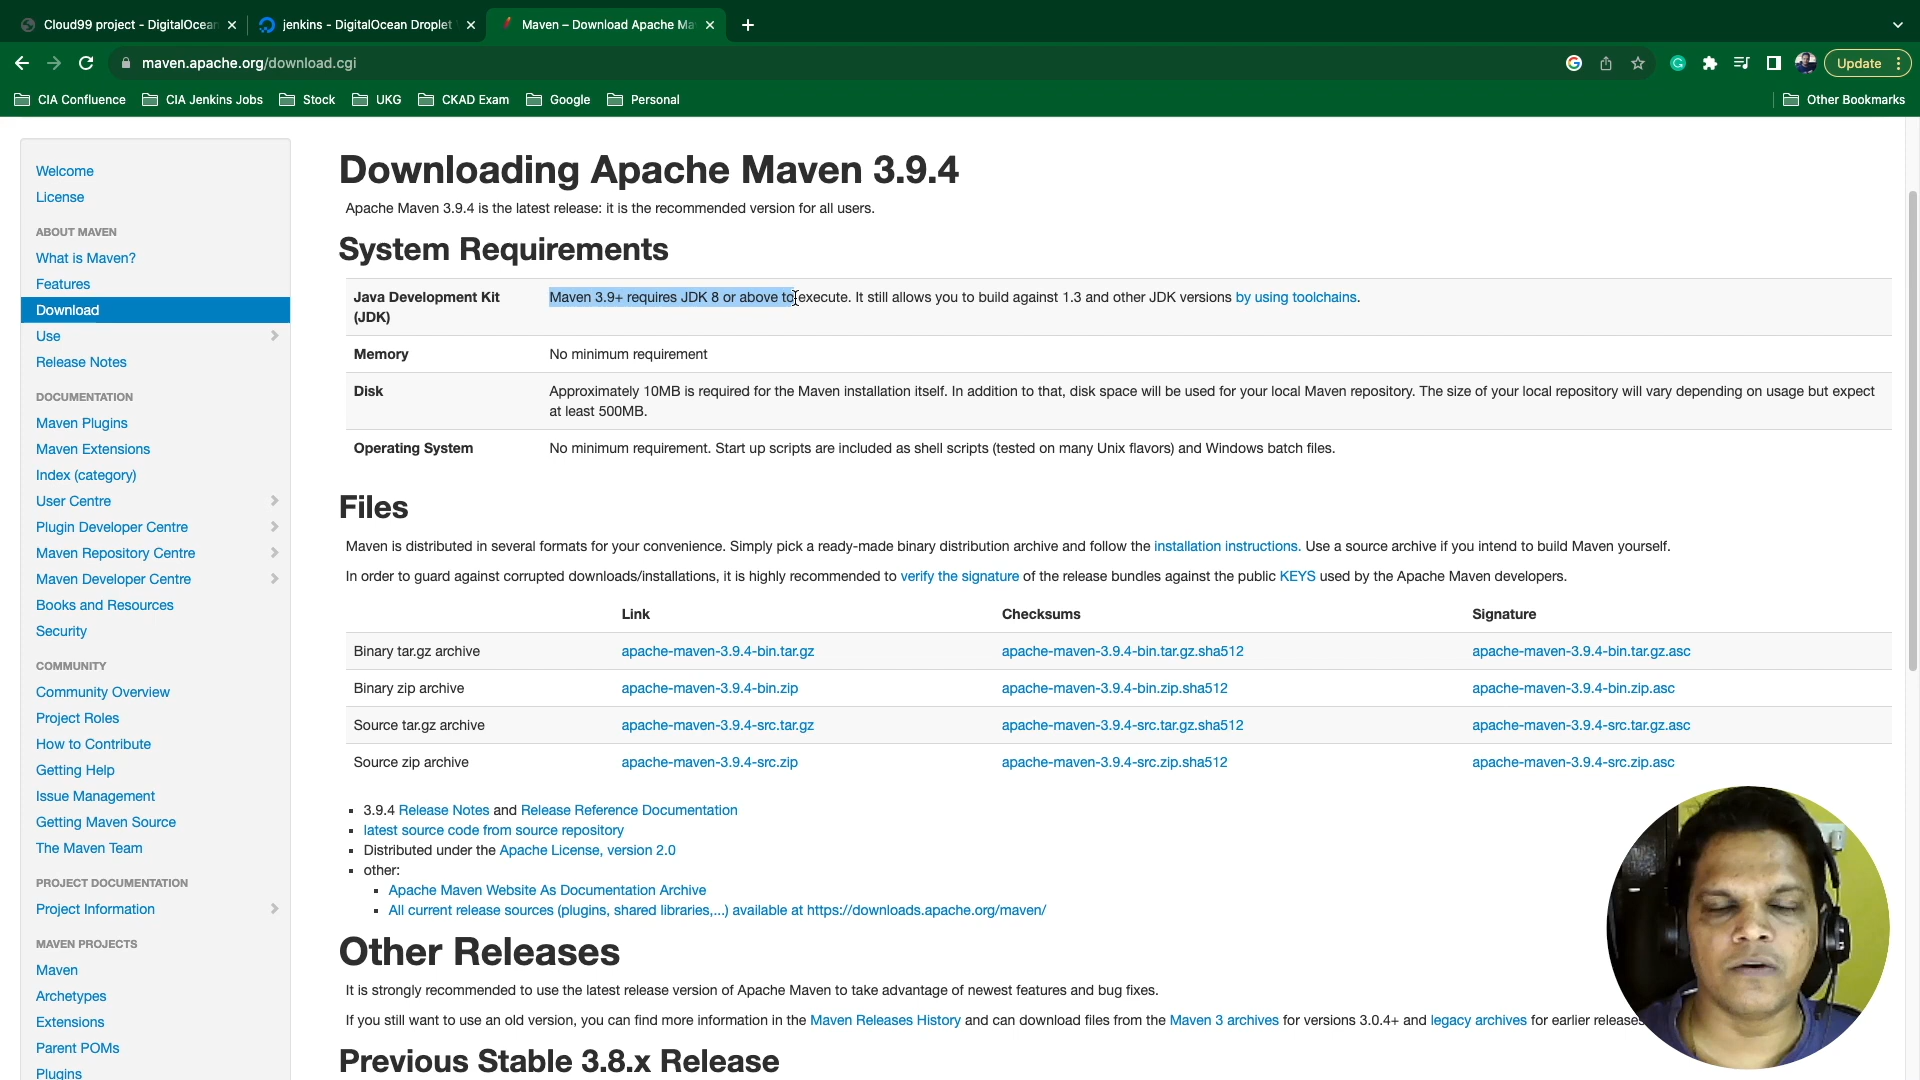 Cloud99 project - DigitalOcean
jenkins - DigitalOcean Droplet
Maven – Download Apache Ma
maven.apache.org/download.cgi
Update
CIA Confluence
CIA Jenkins Jobs
Stock
UKG
CKAD Exam
Google
Personal
Other Bookmarks
Welcome
License
ABOUT MAVEN
What is Maven?
Features
Download
Use
Release Notes
DOCUMENTATION
Maven Plugins
Maven Extensions
Index (category)
User Centre
Plugin Developer Centre
Maven Repository Centre
Maven Developer Centre
Books and Resources
Security
COMMUNITY
Community Overview
Project Roles
How to Contribute
Getting Help
Issue Management
Getting Maven Source
The Maven Team
PROJECT DOCUMENTATION
Project Information
MAVEN PROJECTS
Maven
Archetypes
Extensions
Parent POMs
Plugins
Downloading Apache Maven 3.9.4
Apache Maven 3.9.4 is the latest release: it is the recommended version for all users.
System Requirements
Java Development Kit Maven 3.9+ requires JDK 8 or above to execute. It still allows you to build against 1.3 and other JDK versions by using toolchains.
(JDK)
Memory No minimum requirement
Disk Approximately 10MB is required for the Maven installation itself. In addition to that, disk space will be used for your local Maven repository. The size of your local repository will vary depending on usage but expect
at least 500MB.
Operating System No minimum requirement. Start up scripts are included as shell scripts (tested on many Unix flavors) and Windows batch files.
Files
Maven is distributed in several formats for your convenience. Simply pick a ready-made binary distribution archive and follow the installation instructions. Use a source archive if you intend to build Maven yourself.
In order to guard against corrupted downloads/installations, it is highly recommended to verify the signature of the release bundles against the public KEYS used by the Apache Maven developers.
Link Checksums Signature
Binary tar.gz archive apache-maven-3.9.4-bin.tar.gz apache-maven-3.9.4-bin.tar.gz.sha512 apache-maven-3.9.4-bin.tar.gz.asc
Binary zip archive apache-maven-3.9.4-bin.zip apache-maven-3.9.4-bin.zip.sha512 apache-maven-3.9.4-bin.zip.asc
Source tar.gz archive apache-maven-3.9.4-src.tar.gz apache-maven-3.9.4-src.tar.gz.sha512 apache-maven-3.9.4-src.tar.gz.asc
Source zip archive apache-maven-3.9.4-src.zip apache-maven-3.9.4-src.zip.sha512 apache-maven-3.9.4-src.zip.asc
3.9.4 Release Notes and Release Reference Documentation
latest source code from source repository
Distributed under the Apache License, version 2.0
other:
Apache Maven Website As Documentation Archive
All current release sources (plugins, shared libraries,...) available at https://downloads.apache.org/maven/
Other Releases
It is strongly recommended to use the latest release version of Apache Maven to take advantage of newest features and bug fixes.
If you still want to use an old version, you can find more information in the Maven Releases History and can download files from the Maven 3 archives for versions 3.0.4+ and legacy archives for earlier releases
Previous Stable 3.8.x Release